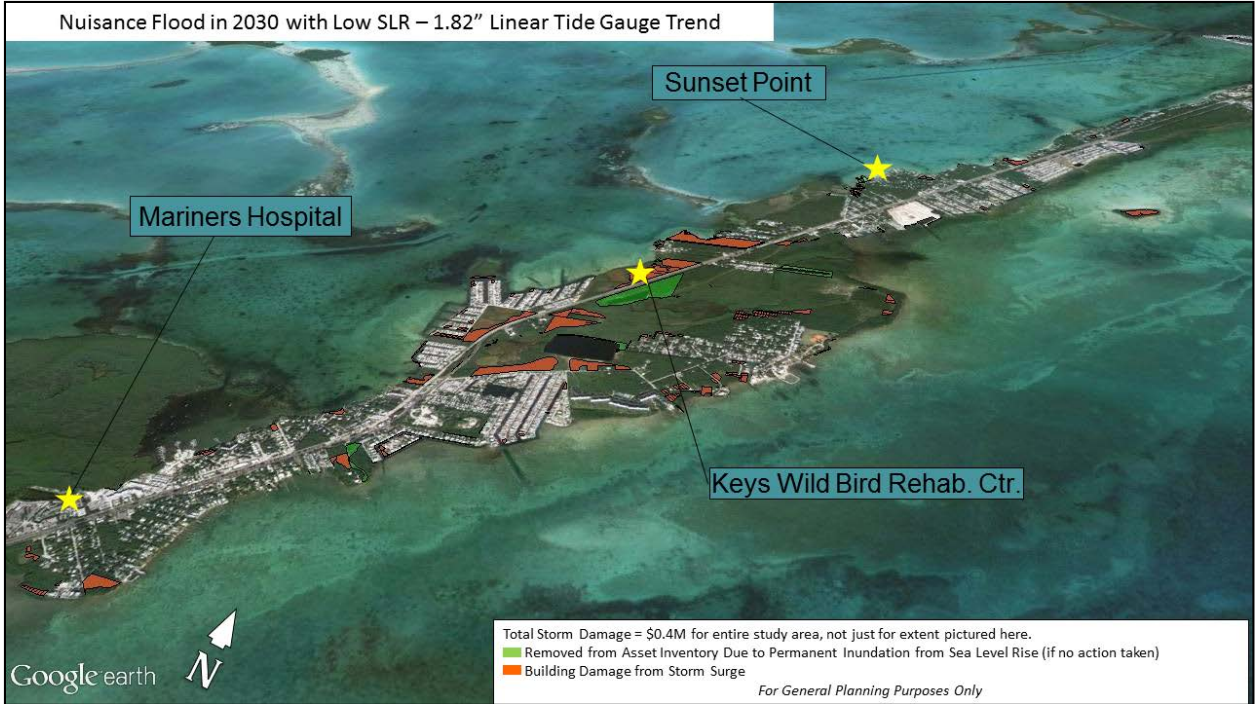 Nuisance Flood in 2030 with Low SLR – 1.82” Linear Tide Gauge Trend
Sunset Point
Mariners Hospital
Keys Wild Bird Rehab. Ctr.
Total Storm Damage = $0.4M for entire study area, not just for extent pictured here.
Removed from Asset Inventory Due to Permanent Inundation from Sea Level Rise (if no action taken)
Building Damage from Storm Surge
For General Planning Purposes Only
Google earth
N